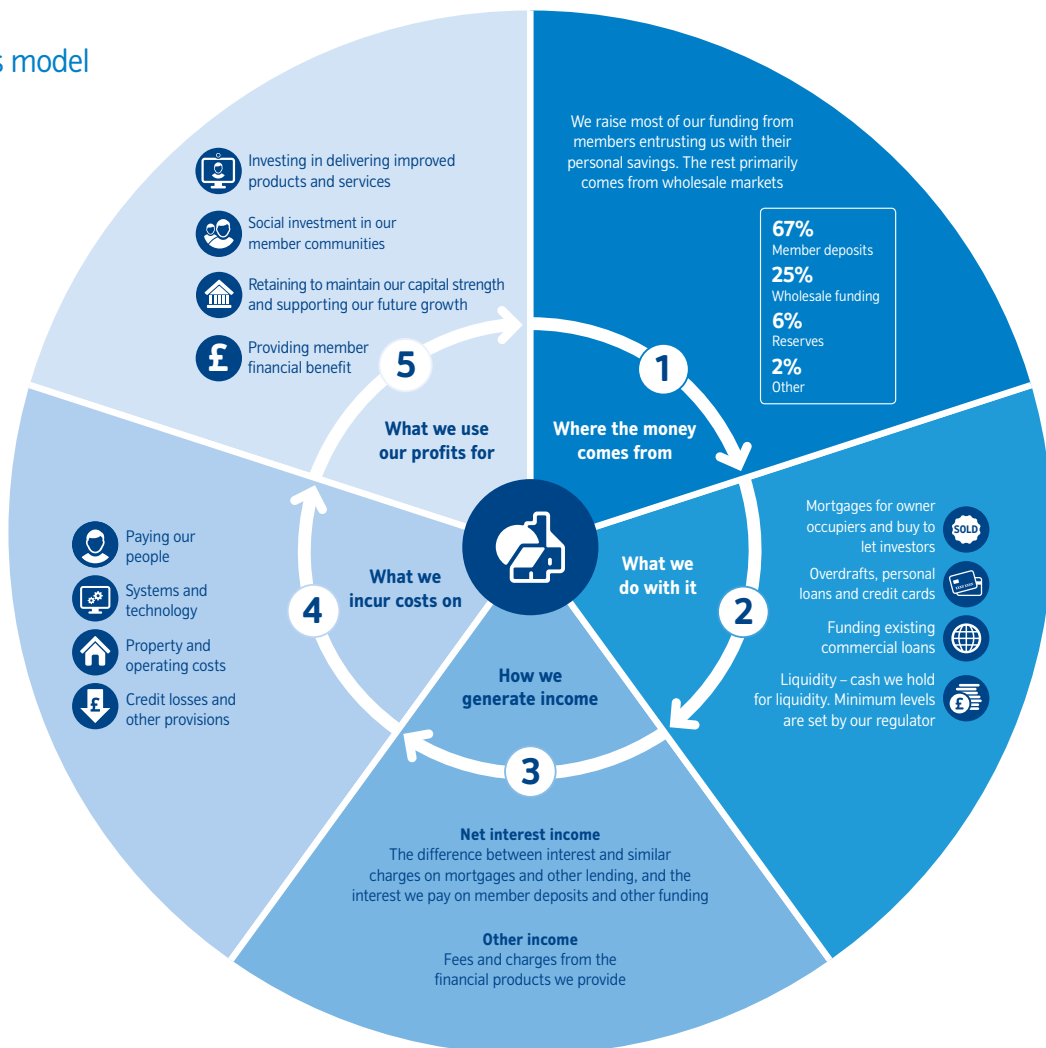 s model
We raise most of our funding from
members entrusting us with their
personal savings. The rest primarily
comes from wholesale markets
67%
Member deposits
25%
Wholesale funding
6%
Reserves
2%
Other
1
Where the money
comes from
Mortgages for owner
occupiers and buy to
let investors
SOLD
Overdrafts, personal
loans and credit cards
Funding existing
commercial loans
Liquidity – cash we hold
for liquidity. Minimum levels
are set by our regulator
£
2
What we
do with it
How we
generate income
3
Net interest income
The difference between interest and similar
charges on mortgages and other lending, and the
interest we pay on member deposits and other funding
Other income
Fees and charges from the
financial products we provide
What we
incur costs on
4
Paying our
people
Systems and
technology
Property and
operating costs
£
Credit losses and
other provisions
Investing in delivering improved
products and services
Social investment in our
member communities
Retaining to maintain our capital strength
and supporting our future growth
£
Providing member
financial benefit
5
What we use
our profits for